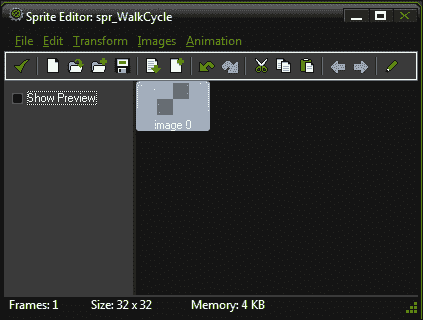 Sprite Editor: spr_WalkCycle
File Edit Transform Images Animation
Show Preview
image 0
Frames: 1 Size: 32 x 32 Memory: 4 KB